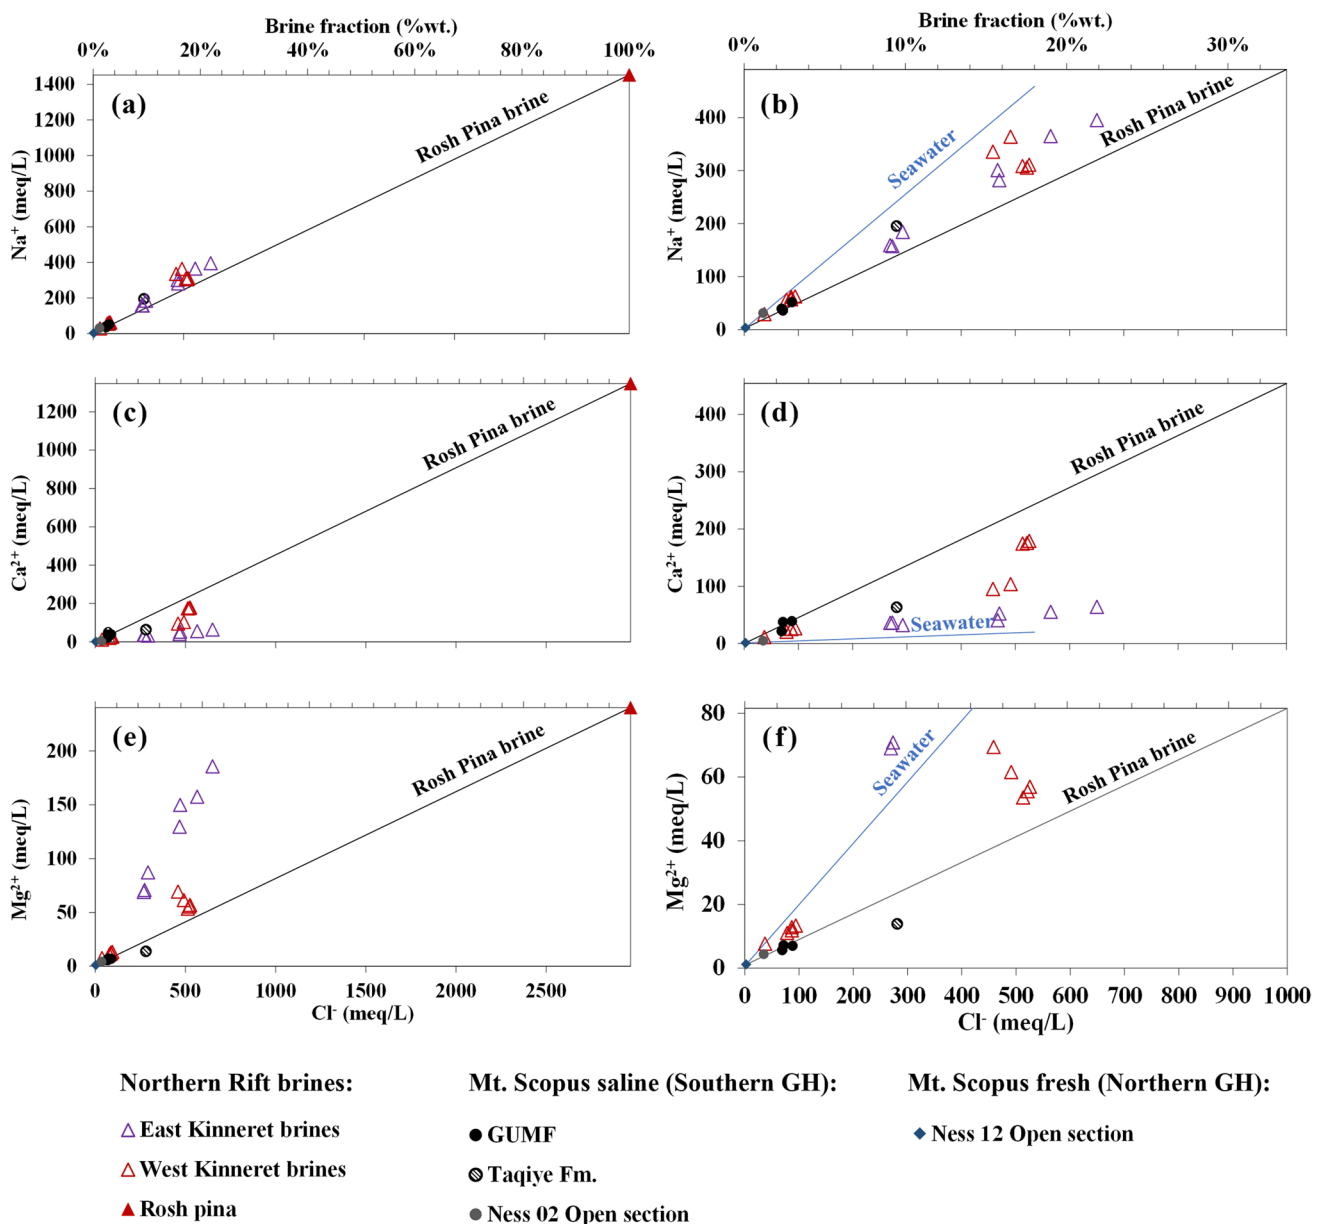 Brine fraction (%wt.)
0% 20% 40% 60% 80% 100%
(a)
Rosh Pina brine
Na⁺ (meq/L)
1400
1200
1000
800
600
400
200
0
Brine fraction (%wt.)
0% 10% 20% 30%
(b)
Seawater
Rosh Pina brine
Na⁺ (meq/L)
400
300
200
100
0
(c)
Rosh Pina brine
Ca²⁺ (meq/L)
1200
1000
800
600
400
200
0
(d)
Rosh Pina brine
Seawater
Ca²⁺ (meq/L)
400
300
200
100
0
(e)
Rosh Pina brine
Mg²⁺ (meq/L)
200
150
100
50
0
0 500 1000 1500 2000 2500
Cl⁻ (meq/L)
(f)
Seawater
Rosh Pina brine
Mg²⁺ (meq/L)
80
60
40
20
0
0 100 200 300 400 500 600 700 800 900 1000
Cl⁻ (meq/L)
Northern Rift brines:
East Kinneret brines
West Kinneret brines
Rosh pina
Mt. Scopus saline (Southern GH):
GUMF
Taqiye Fm.
Ness 02 Open section
Mt. Scopus fresh (Northern GH):
Ness 12 Open section